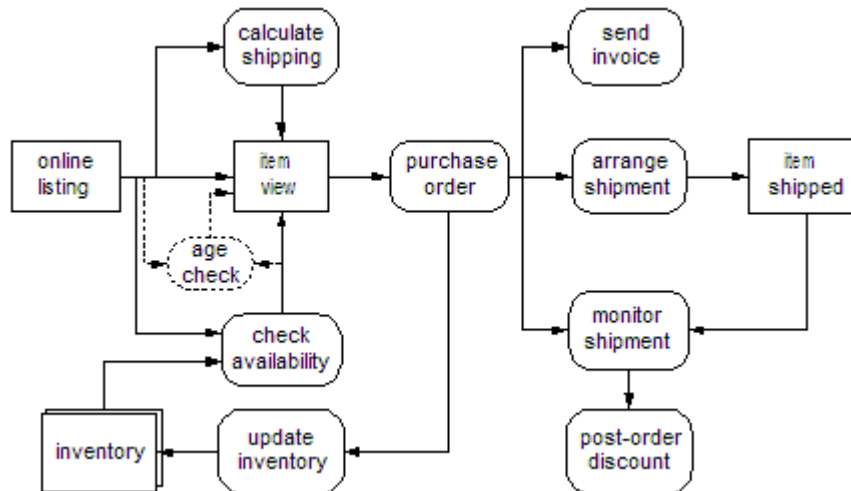 calculate
shipping
send
invoice
online
listing
item
view
purchase
order
arrange
shipment
item
shipped
age
check
check
availability
monitor
shipment
inventory
update
inventory
post-order
discount